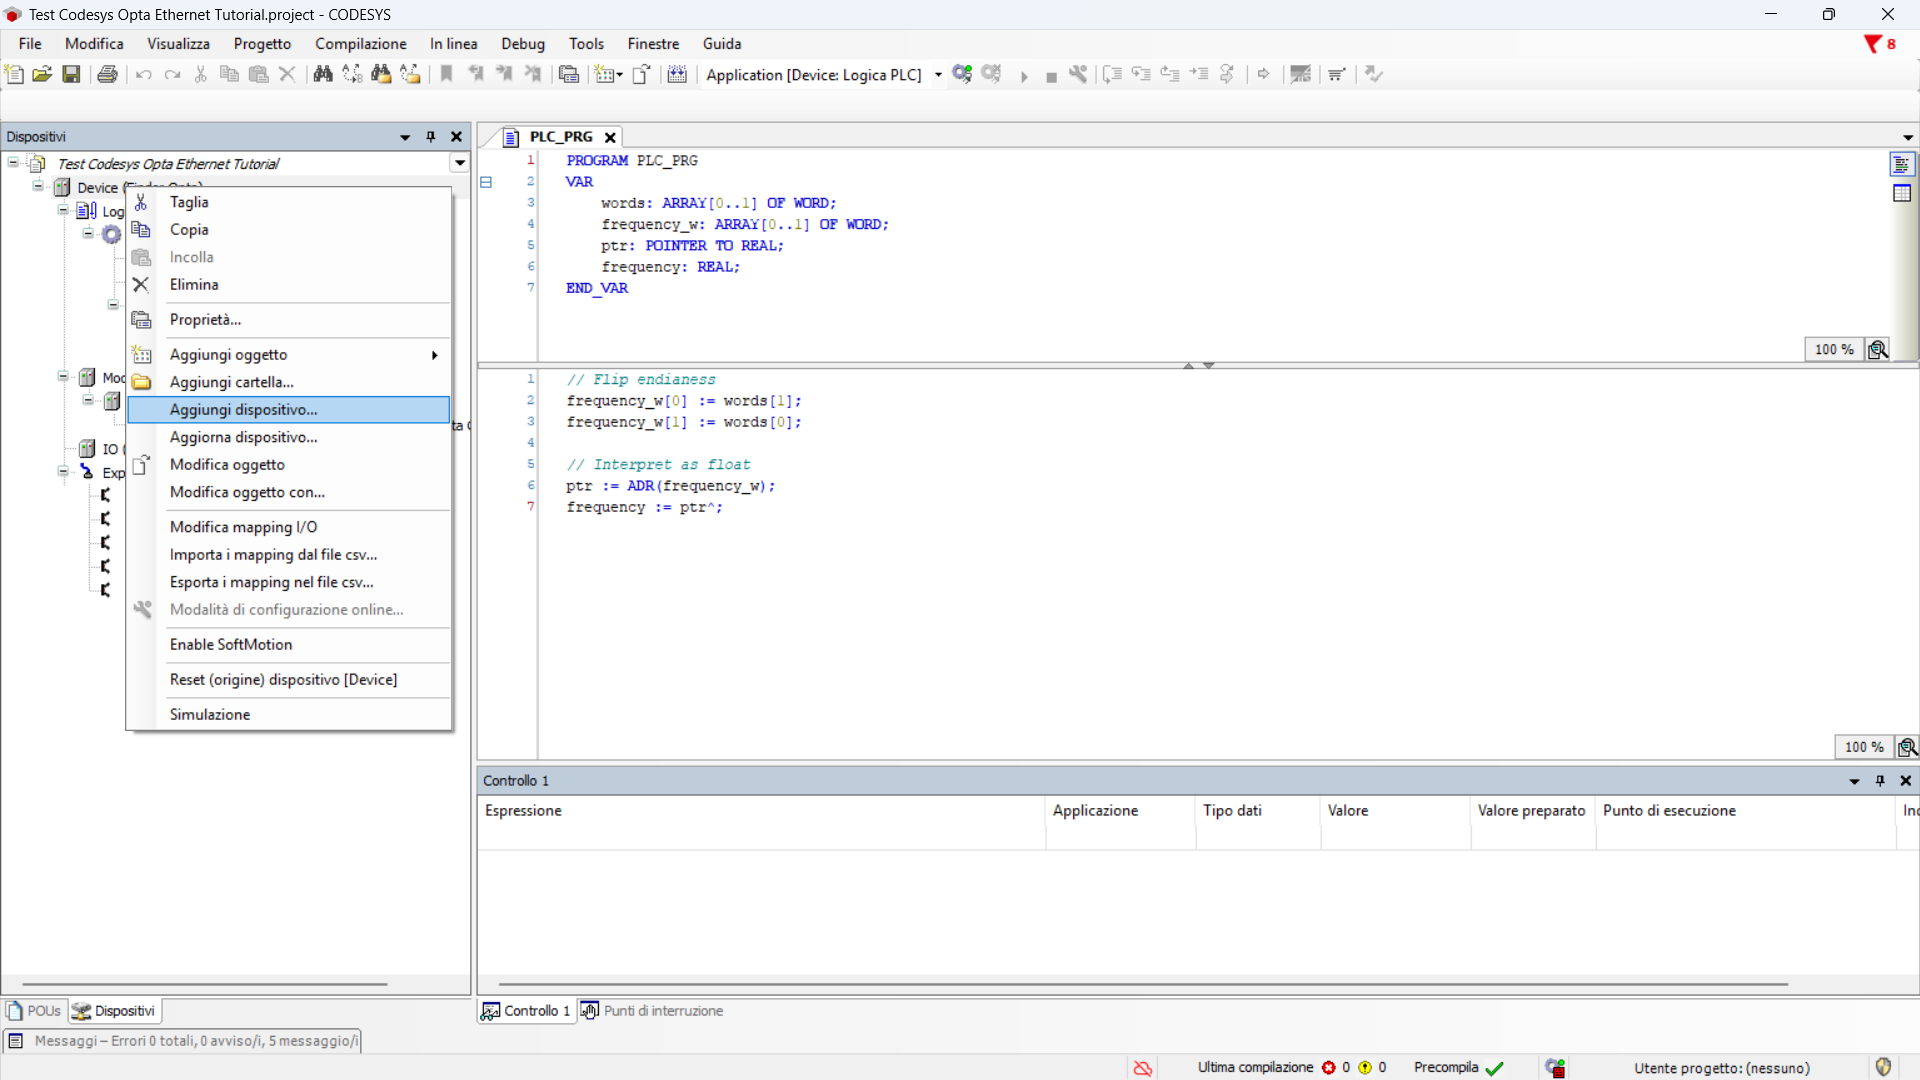 Test Codesys Opta Ethernet Tutorial.project - CODESYS
File Modifica Visualizza Progetto Compilazione In linea Debug Tools Finestre Guida
8
Application [Device: Logica PLC]
Dispositivi
Test Codesys Opta Ethernet Tutorial
Device (Finder Opta)
Log
Moc
IO (
Exp
ta
Taglia
Copia
Incolla
Elimina
Proprietà...
Aggiungi oggetto
Aggiungi cartella...
Aggiungi dispositivo...
Aggiorna dispositivo...
Modifica oggetto
Modifica oggetto con...
Modifica mapping I/O
Importa i mapping dal file csv...
Esporta i mapping nel file csv...
Modalità di configurazione online...
Enable SoftMotion
Reset (origine) dispositivo [Device]
Simulazione
PLC_PRG
1 PROGRAM PLC_PRG
2 VAR
3 words: ARRAY[0..1] OF WORD;
4 frequency_w: ARRAY[0..1] OF WORD;
5 ptr: POINTER TO REAL;
6 frequency: REAL;
7 END_VAR
100 %
1 // Flip endianess
2 frequency_w[0] := words[1];
3 frequency_w[1] := words[0];
4
5 // Interpret as float
6 ptr := ADR(frequency_w);
7 frequency := ptr^;
100 %
Controllo 1
Espressione Applicazione Tipo dati Valore Valore preparato Punto di esecuzione Inc
POUs Dispositivi
Controllo 1 Punti di interruzione
Messaggi – Errori 0 totali, 0 avviso/i, 5 messaggio/i
Ultima compilazione 0 0 Precompila Utente progetto: (nessuno)